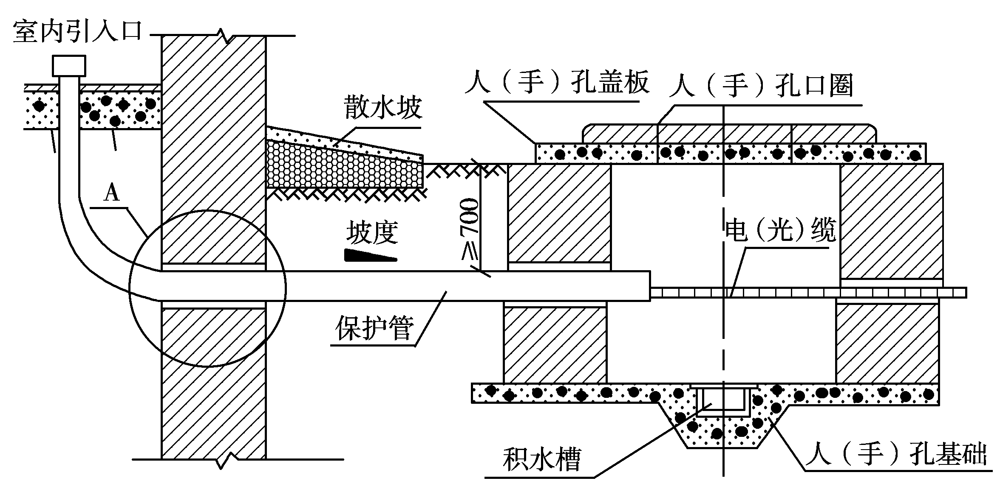 室内引入口
人（手）孔盖板
人（手）孔口圈
散水坡
A
≥700
坡度
电（光）缆
保护管
积水槽
人（手）孔基础